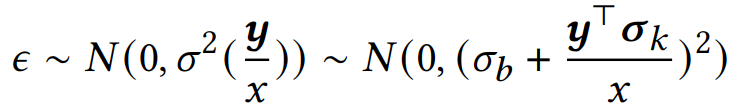 ϵ ∼ N(0, σ²(𝒚/x)) ∼ N(0, (σ_b + 𝒚^⊤ 𝝈_k / x)²)